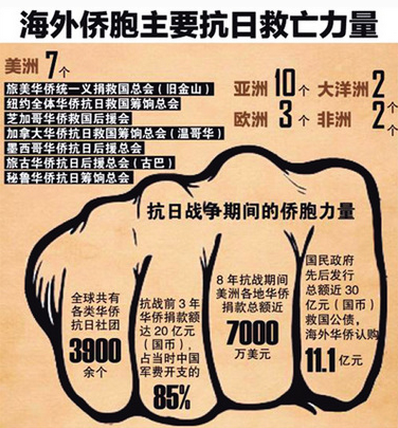 海外侨胞主要抗日救亡力量
美洲 7个
旅美华侨统一义捐救国总会(旧金山)
纽约全体华侨抗日救国筹饷总会
芝加哥华侨救国后援会
加拿大华侨抗日救国筹饷总会(温哥华)
墨西哥华侨抗日后援总会
旅古华侨抗日后援总会(古巴)
秘鲁华侨抗日筹饷总会
亚洲 10个 大洋洲 2个
欧洲 3个 非洲 2个
抗日战争期间的侨胞力量
全球共有
各类华侨
抗日社团
3900
余个
抗战前3年
华侨捐款额
达20亿元
(国币),
占当时中国
军费开支的
85%
8年抗战期间
美洲各地华侨
捐款总额近
7000
万美元
国民政府
先后发行
总额近30
亿元(国币)
救国公债,
海外华侨认购
11.1亿元